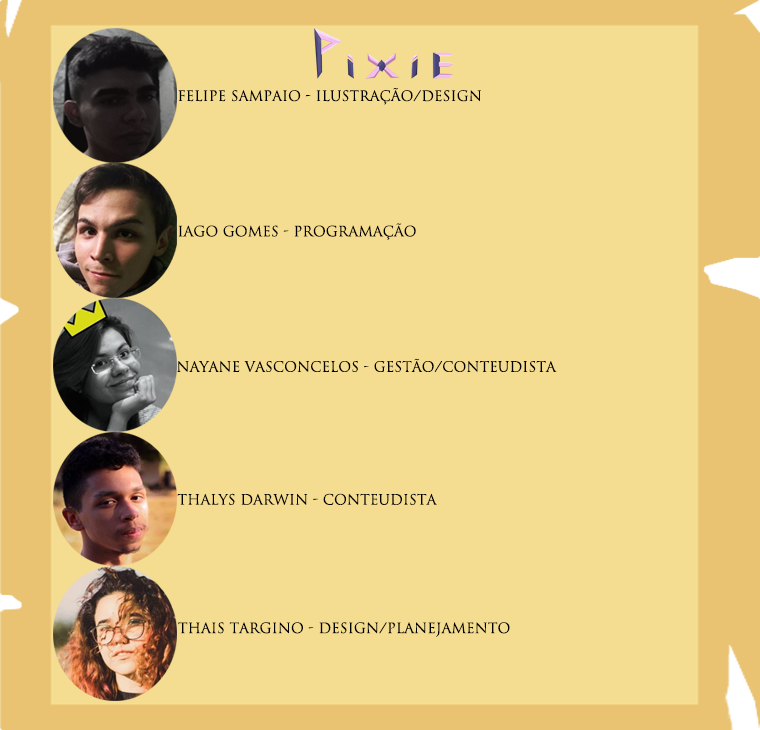 PIXIE
FELIPE SAMPAIO - ILUSTRAÇÃO/DESIGN
IAGO GOMES - PROGRAMAÇÃO
NAYANE VASCONCELOS - GESTÃO/CONTEUDISTA
THALYS DARWIN - CONTEUDISTA
THAIS TARGINO - DESIGN/PLANEJAMENTO